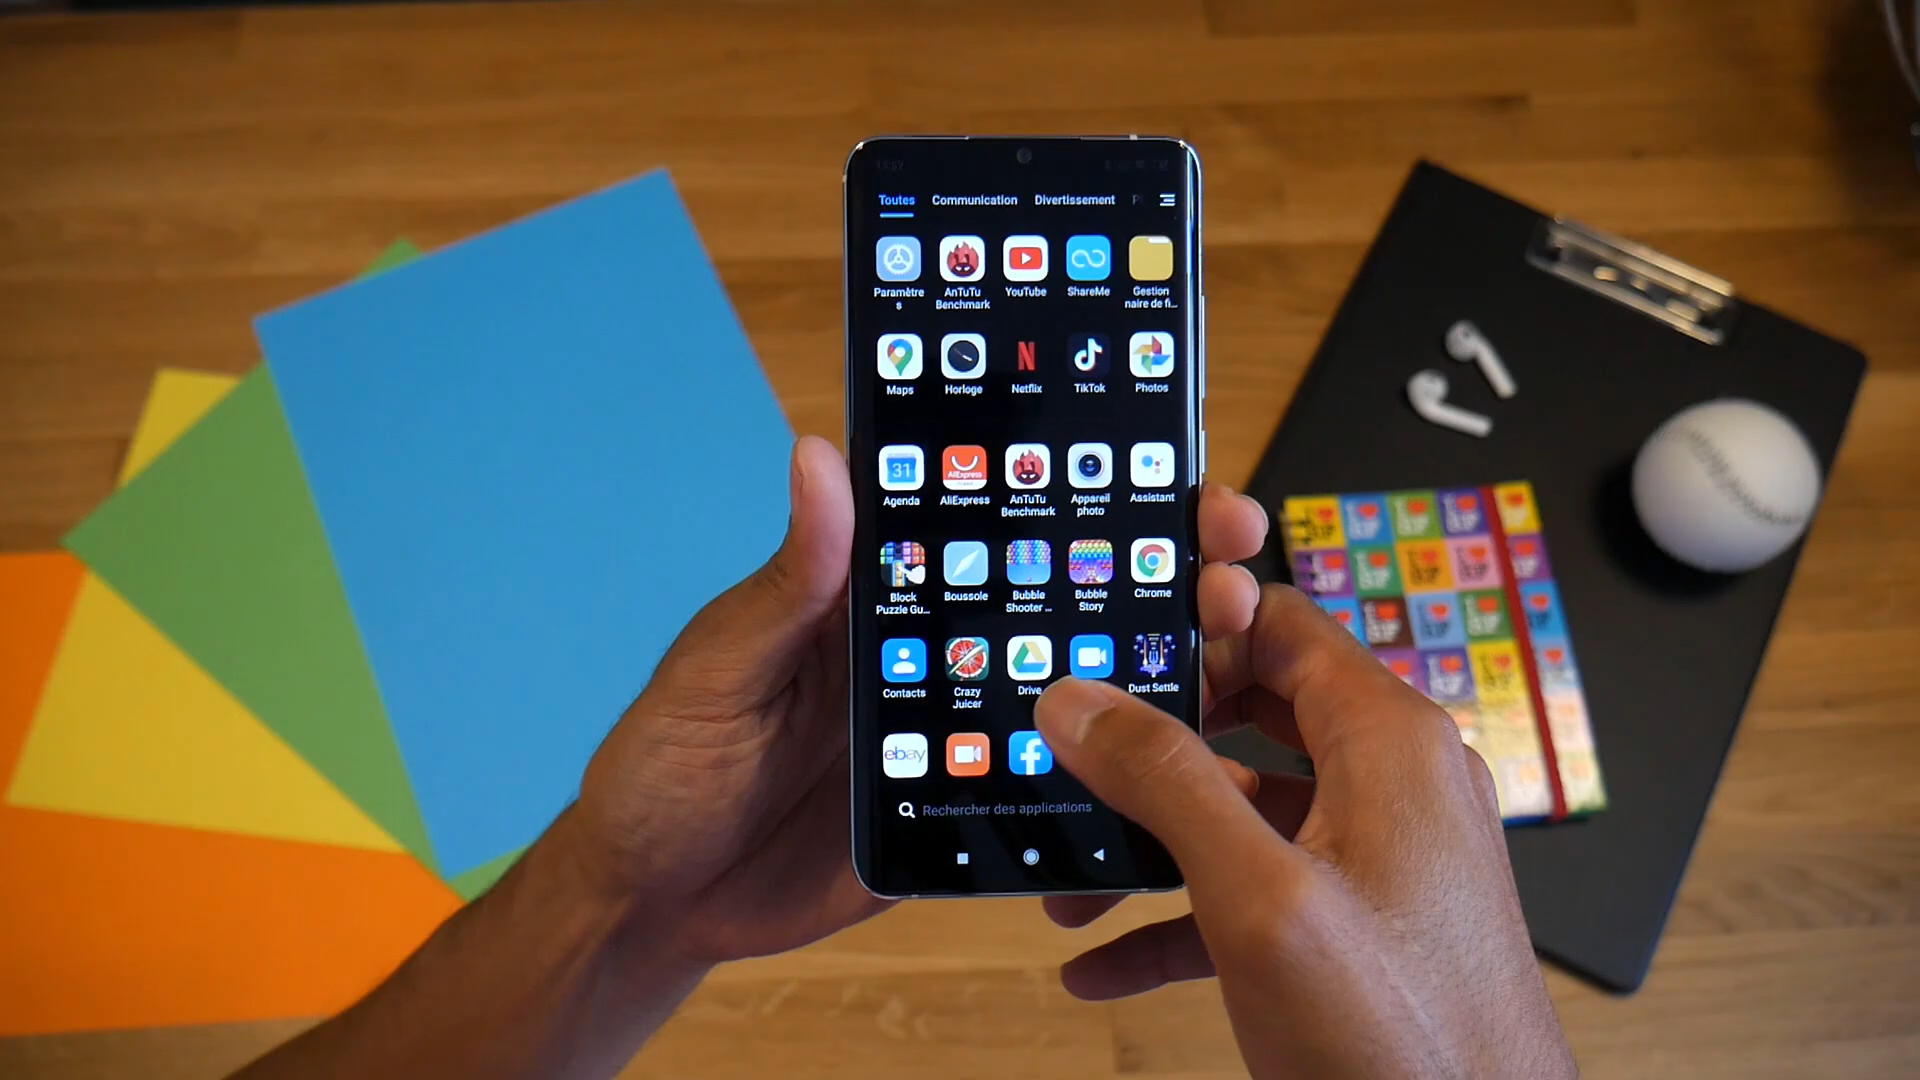 Toutes Communication Divertissement
Paramètre
s
AnTuTu
Benchmark
YouTube
ShareMe
Gestion
naire de fi...
Maps
Horloge
Netflix
TikTok
Photos
31
Agenda
AliExpress
AliExpress
AnTuTu
Benchmark
Appareil
photo
Assistant
Block
Puzzle Gu...
Boussole
Bubble
Shooter ...
Bubble
Story
Chrome
Contacts
Crazy
Juicer
Drive
Dust Settle
ebay
Rechercher des applications